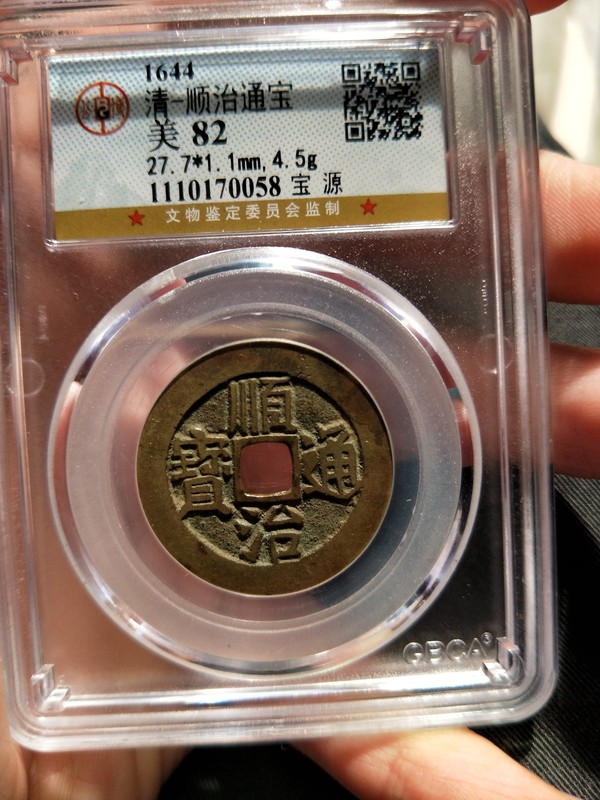 1644
清-顺治通宝
美 82
27.7*1.1mm,4.5g
1110170058 宝 源
★ 文物鉴定委员会监制 ★
順
寶 通
治
GBCA